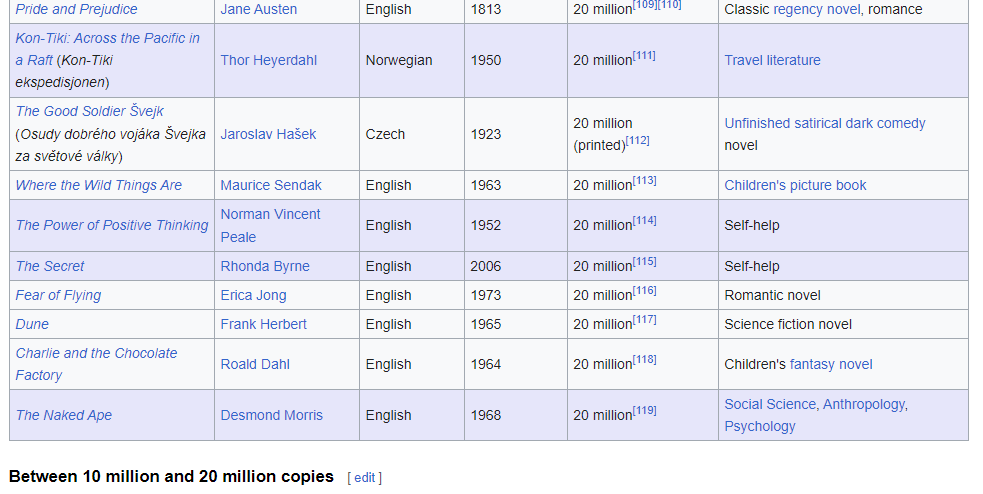 Pride and Prejudice Jane Austen English 1813 20 million[109][110] Classic regency novel, romance
Kon-Tiki: Across the Pacific in
a Raft (Kon-Tiki
ekspedisjonen) Thor Heyerdahl Norwegian 1950 20 million[111] Travel literature
The Good Soldier Švejk
(Osudy dobrého vojáka Švejka
za světové války) Jaroslav Hašek Czech 1923 20 million
(printed)[112] Unfinished satirical dark comedy
novel
Where the Wild Things Are Maurice Sendak English 1963 20 million[113] Children's picture book
The Power of Positive Thinking Norman Vincent
Peale English 1952 20 million[114] Self-help
The Secret Rhonda Byrne English 2006 20 million[115] Self-help
Fear of Flying Erica Jong English 1973 20 million[116] Romantic novel
Dune Frank Herbert English 1965 20 million[117] Science fiction novel
Charlie and the Chocolate
Factory Roald Dahl English 1964 20 million[118] Children's fantasy novel
The Naked Ape Desmond Morris English 1968 20 million[119] Social Science, Anthropology,
Psychology
Between 10 million and 20 million copies [ edit ]